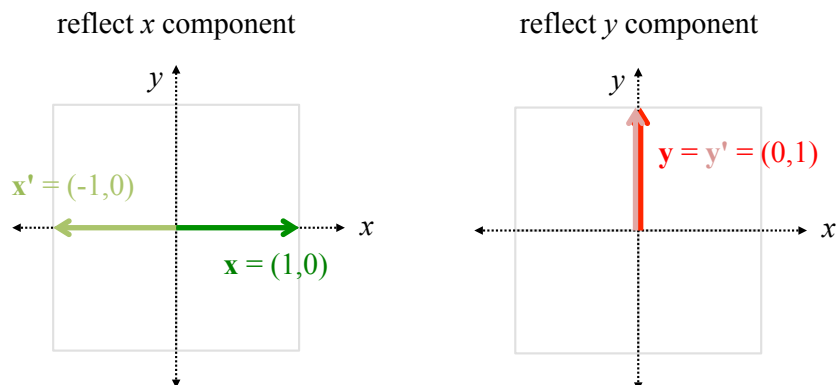 reflect x component
y
x' = (-1,0)
x
x = (1,0)
reflect y component
y
y = y' = (0,1)
x